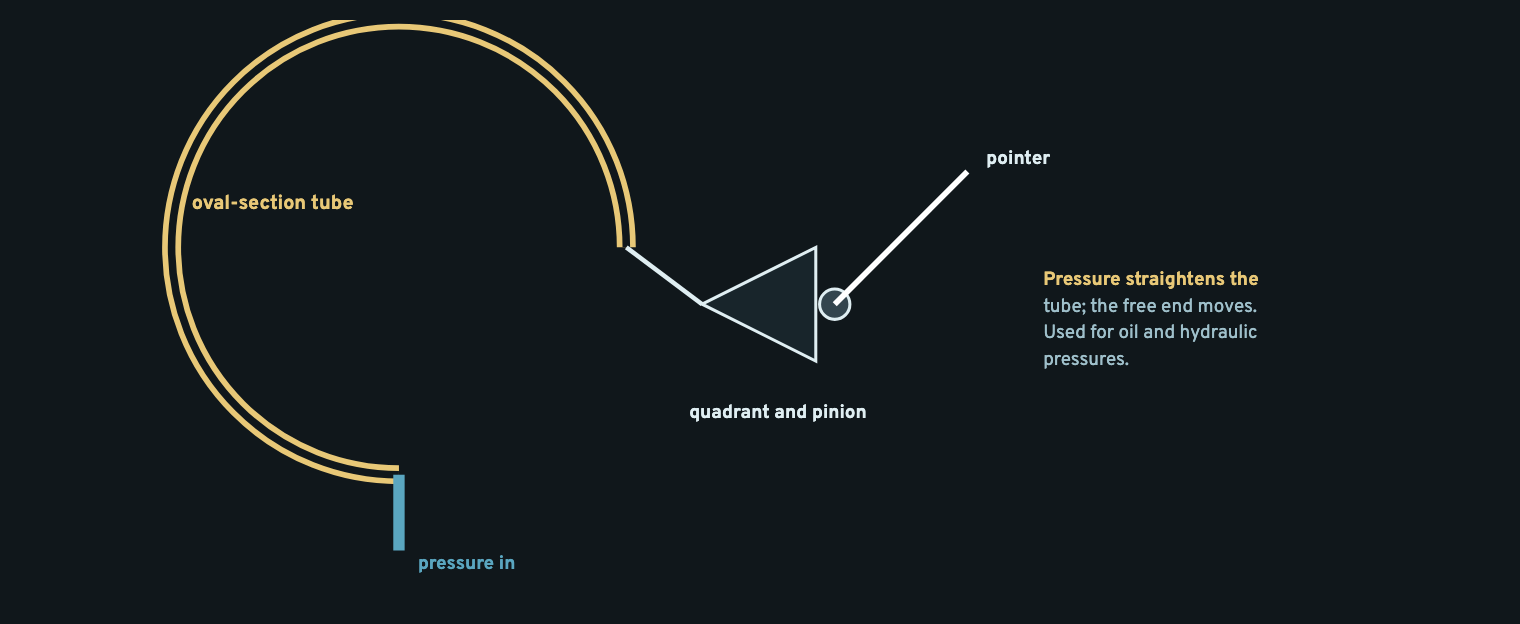 pointer
oval-section tube
Pressure straightens the
tube; the free end moves.
Used for oil and hydraulic
pressures.
quadrant and pinion
pressure in